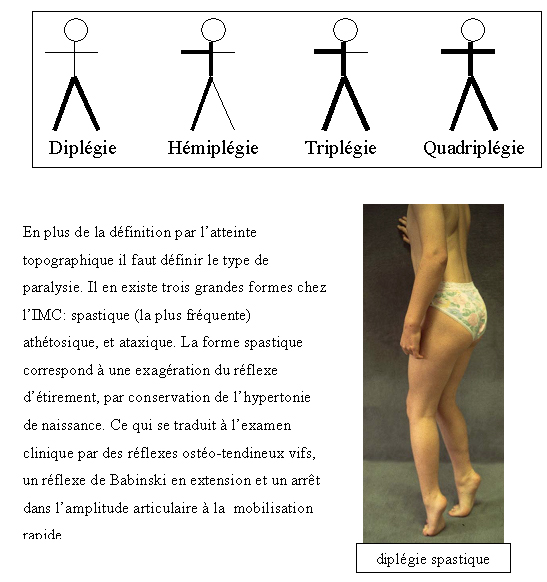 Diplégie Hémiplégie Triplégie Quadriplégie
En plus de la définition par l’atteinte
topographique il faut définir le type de
paralysie. Il en existe trois grandes formes chez
l’IMC: spastique (la plus fréquente)
athétosique, et ataxique. La forme spastique
correspond à une exagération du réflexe
d’étirement, par conservation de l’hypertonie
de naissance. Ce qui se traduit à l’examen
clinique par des réflexes ostéo-tendineux vifs,
un réflexe de Babinski en extension et un arrêt
dans l’amplitude articulaire à la mobilisation
rapide
diplégie spastique